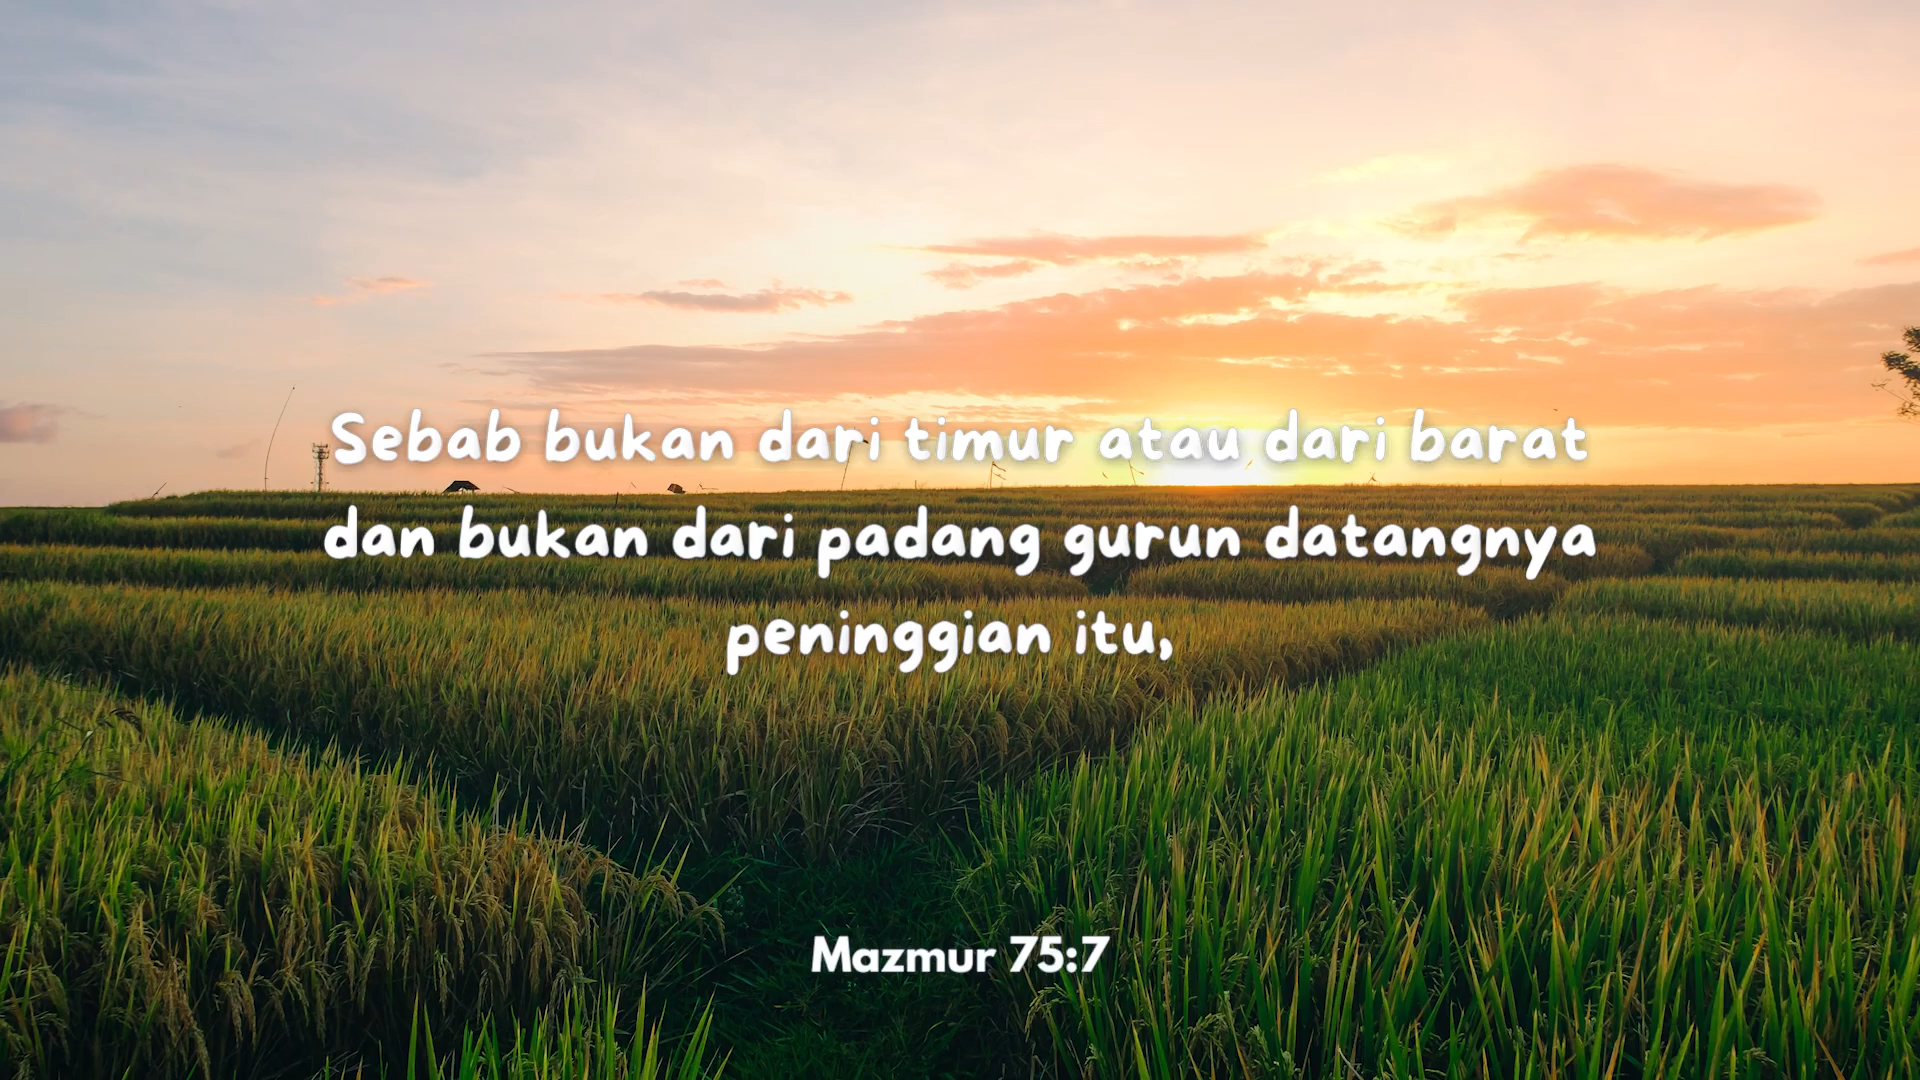 Sebab bukan dari timur atau dari barat
dan bukan dari padang gurun datangnya
peninggian itu,
Mazmur 75:7